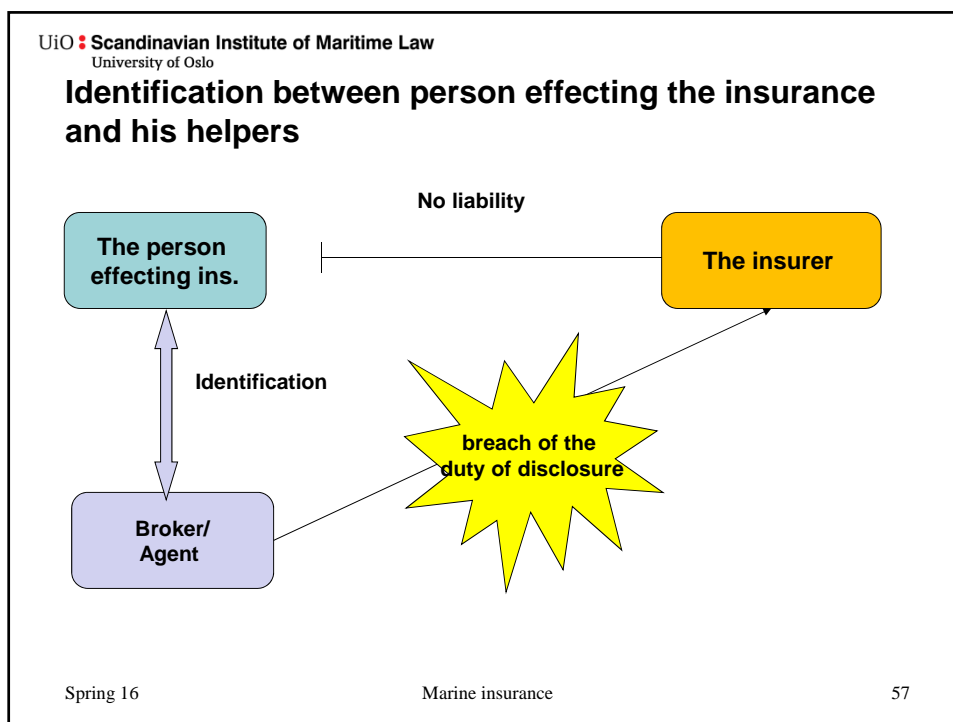 UiO Scandinavian Institute of Maritime Law
University of Oslo
Identification between person effecting the insurance
and his helpers
No liability
The person
effecting ins.
The insurer
Identification
breach of the
duty of disclosure
Broker/
Agent
Spring 16
Marine insurance
57